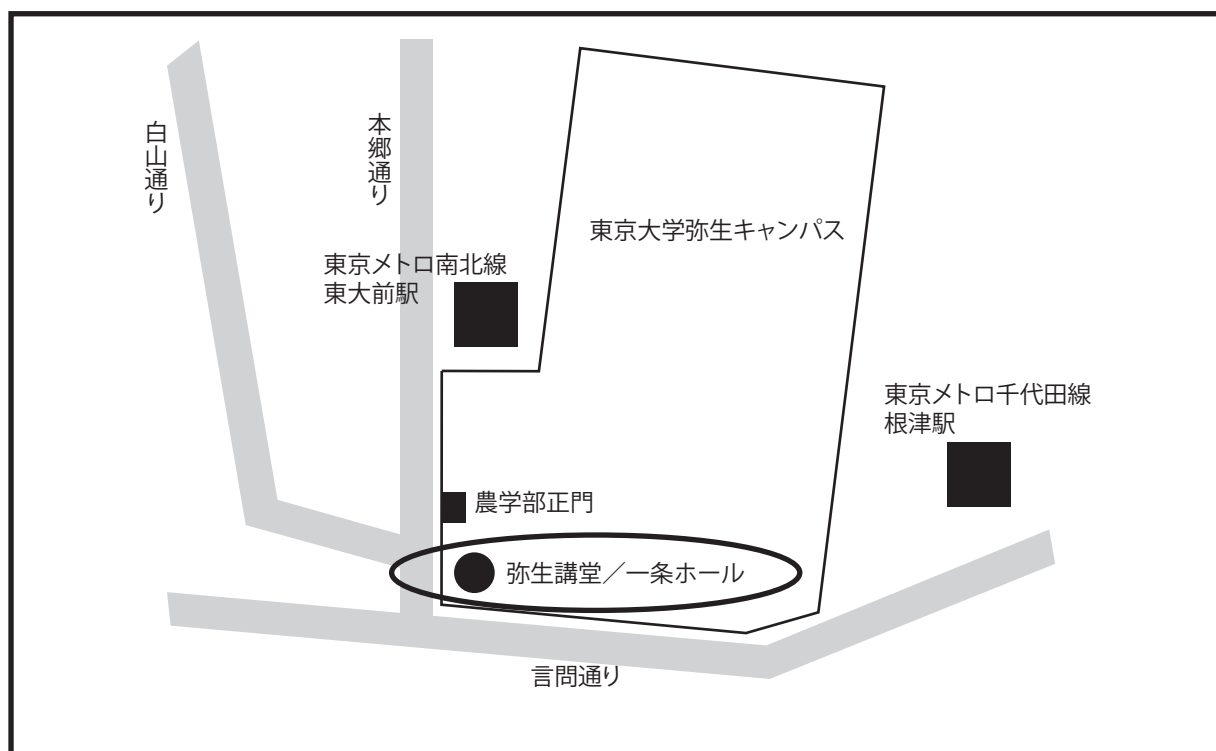 白山通り
本郷通り
東京大学弥生キャンパス
東京メトロ南北線
東大前駅
東京メトロ千代田線
根津駅
農学部正門
弥生講堂／一条ホール
言問通り